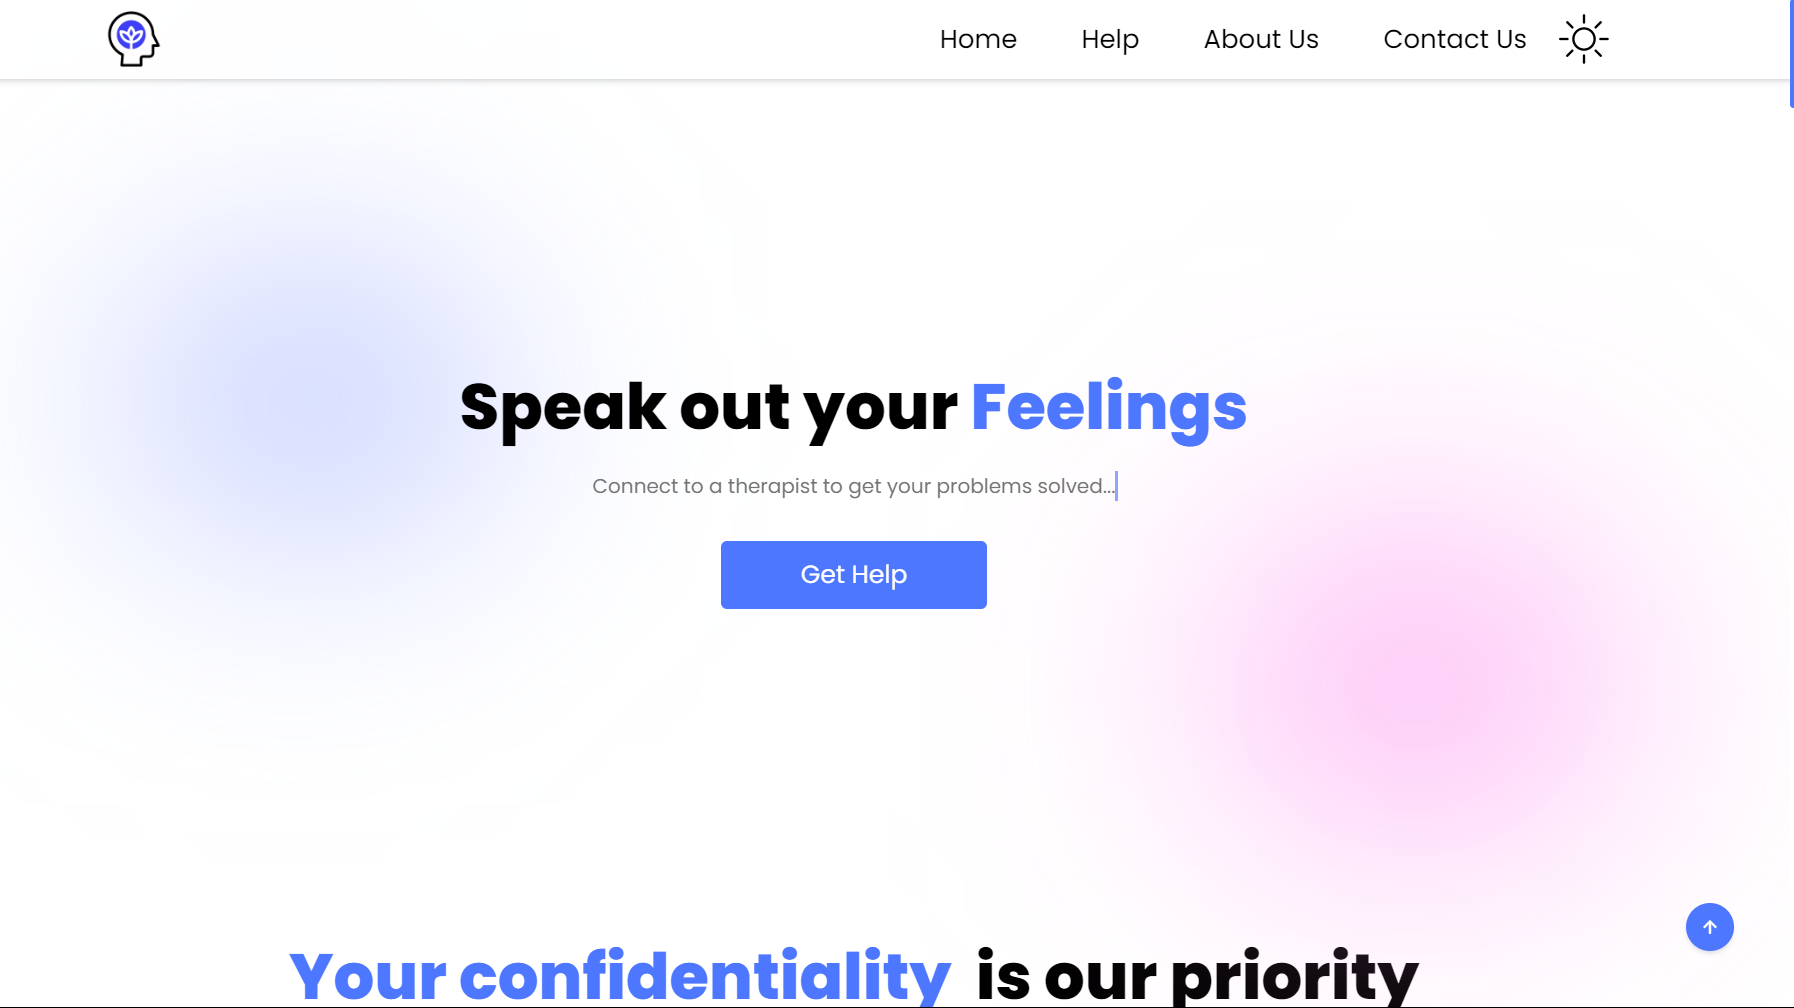 Home Help About Us Contact Us
Speak out your Feelings
Connect to a therapist to get your problems solved...
Get Help
Your confidentiality is our priority